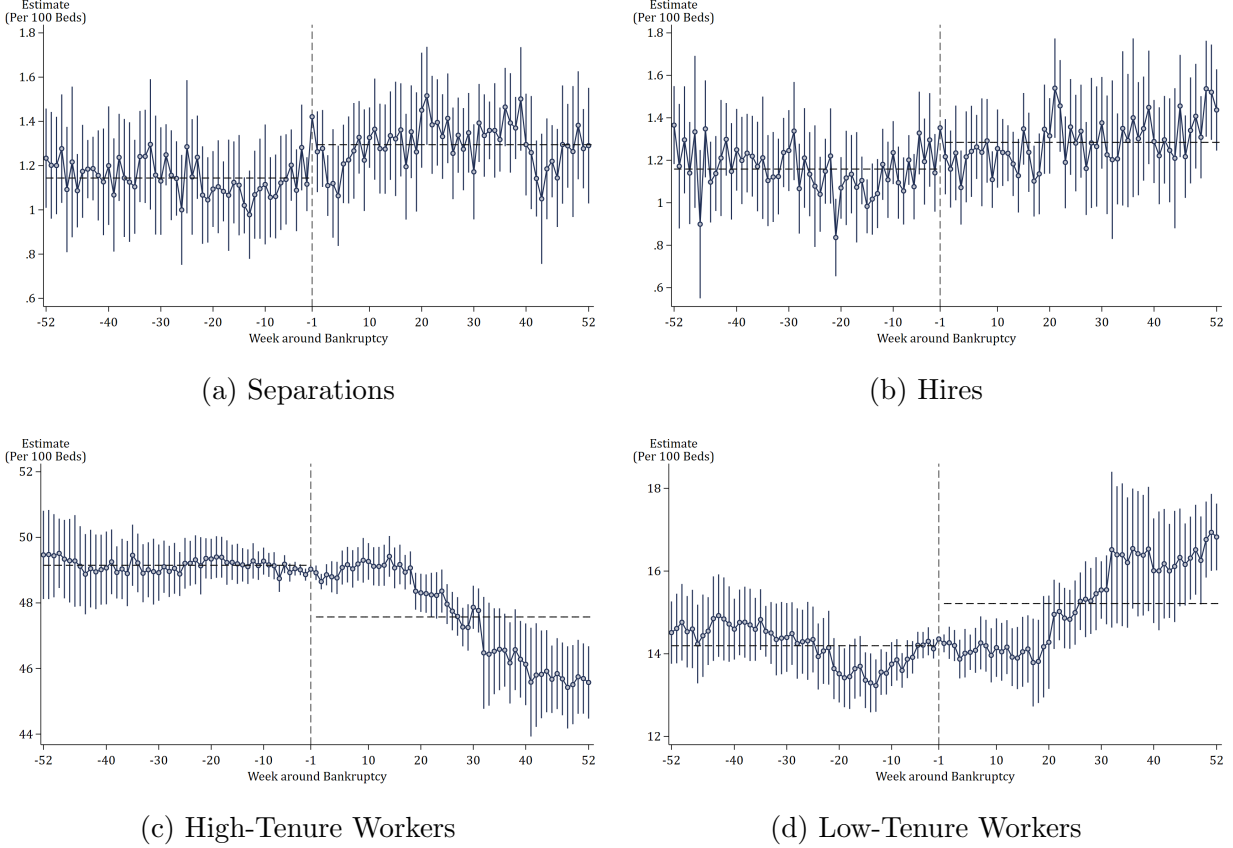 Estimate
(Per 100 Beds)
1.8
1.6
1.4
1.2
1
.8
.6
-52 -40 -30 -20 -10 -1 10 20 30 40 52
Week around Bankruptcy
(a) Separations
Estimate
(Per 100 Beds)
1.8
1.6
1.4
1.2
1
.8
.6
-52 -40 -30 -20 -10 -1 10 20 30 40 52
Week around Bankruptcy
(b) Hires
Estimate
(Per 100 Beds)
52
50
48
46
44
-52 -40 -30 -20 -10 -1 10 20 30 40 52
Week around Bankruptcy
(c) High-Tenure Workers
Estimate
(Per 100 Beds)
18
16
14
12
-52 -40 -30 -20 -10 -1 10 20 30 40 52
Week around Bankruptcy
(d) Low-Tenure Workers